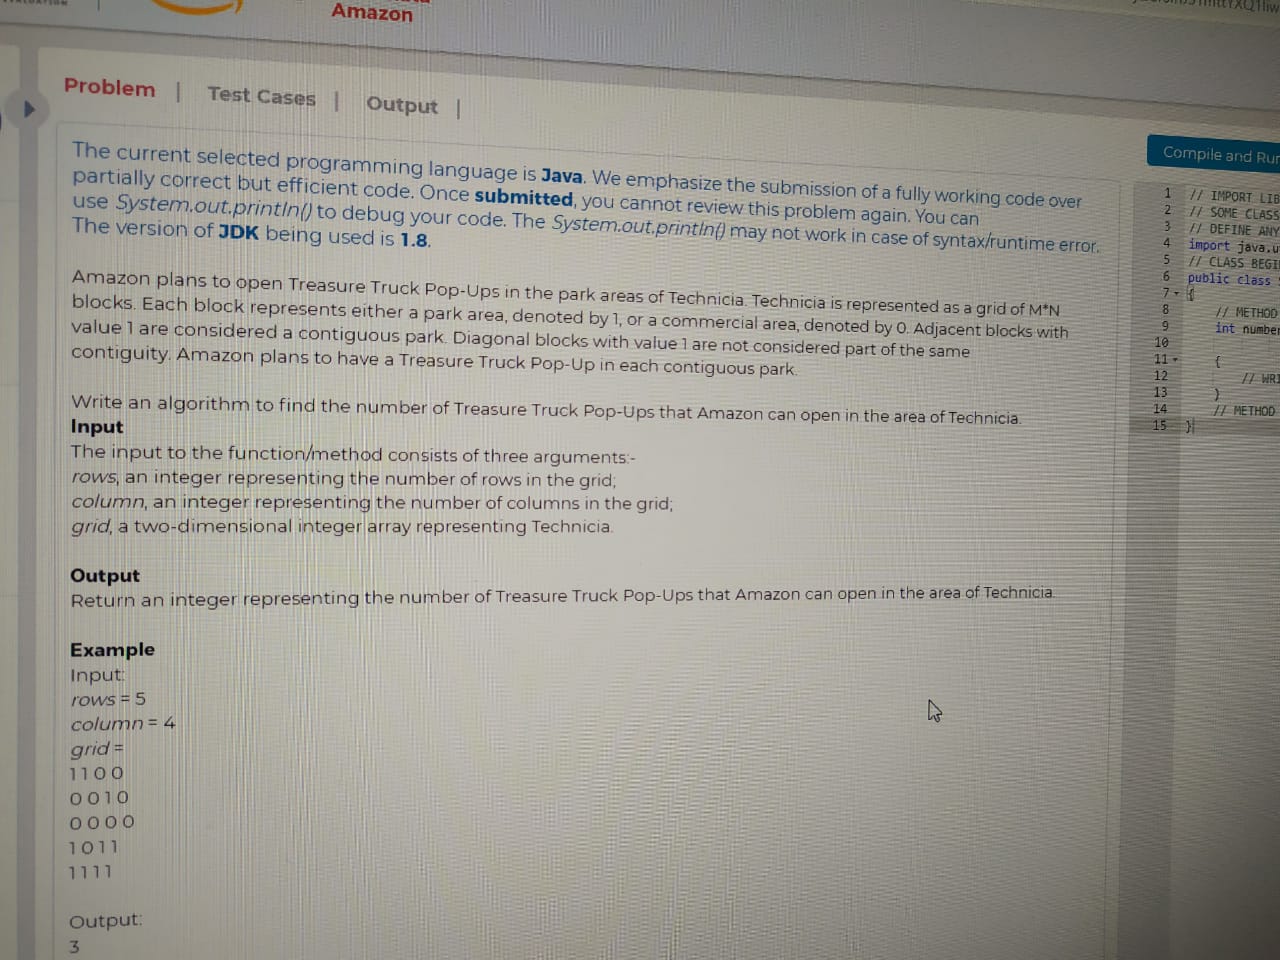 Amazon
Problem | Test Cases | Output |
Compile and Run
The current selected programming language is Java. We emphasize the submission of a fully working code over
partially correct but efficient code. Once submitted, you cannot review this problem again. You can
use System.out.println() to debug your code. The System.out.println() may not work in case of syntax/runtime error.
The version of JDK being used is 1.8.
Amazon plans to open Treasure Truck Pop-Ups in the park areas of Technicia. Technicia is represented as a grid of M*N
blocks. Each block represents either a park area, denoted by 1, or a commercial area, denoted by 0. Adjacent blocks with
value 1 are considered a contiguous park. Diagonal blocks with value 1 are not considered part of the same
contiguity. Amazon plans to have a Treasure Truck Pop-Up in each contiguous park.
Write an algorithm to find the number of Treasure Truck Pop-Ups that Amazon can open in the area of Technicia.
Input
The input to the function/method consists of three arguments:-
rows, an integer representing the number of rows in the grid;
column, an integer representing the number of columns in the grid;
grid, a two-dimensional integer array representing Technicia.
Output
Return an integer representing the number of Treasure Truck Pop-Ups that Amazon can open in the area of Technicia.
Example
Input:
rows = 5
column = 4
grid =
1 1 0 0
0 0 1 0
0 0 0 0
1 0 1 1
1 1 1 1
Output:
3
1 // IMPORT LIB
2 // SOME CLASS
3 // DEFINE ANY
4 import java.u
5 // CLASS BEGI
6 public class
7 {
8 // METHOD
9 int number
10
11 {
12 // WRI
13 }
14 // METHOD
15 }